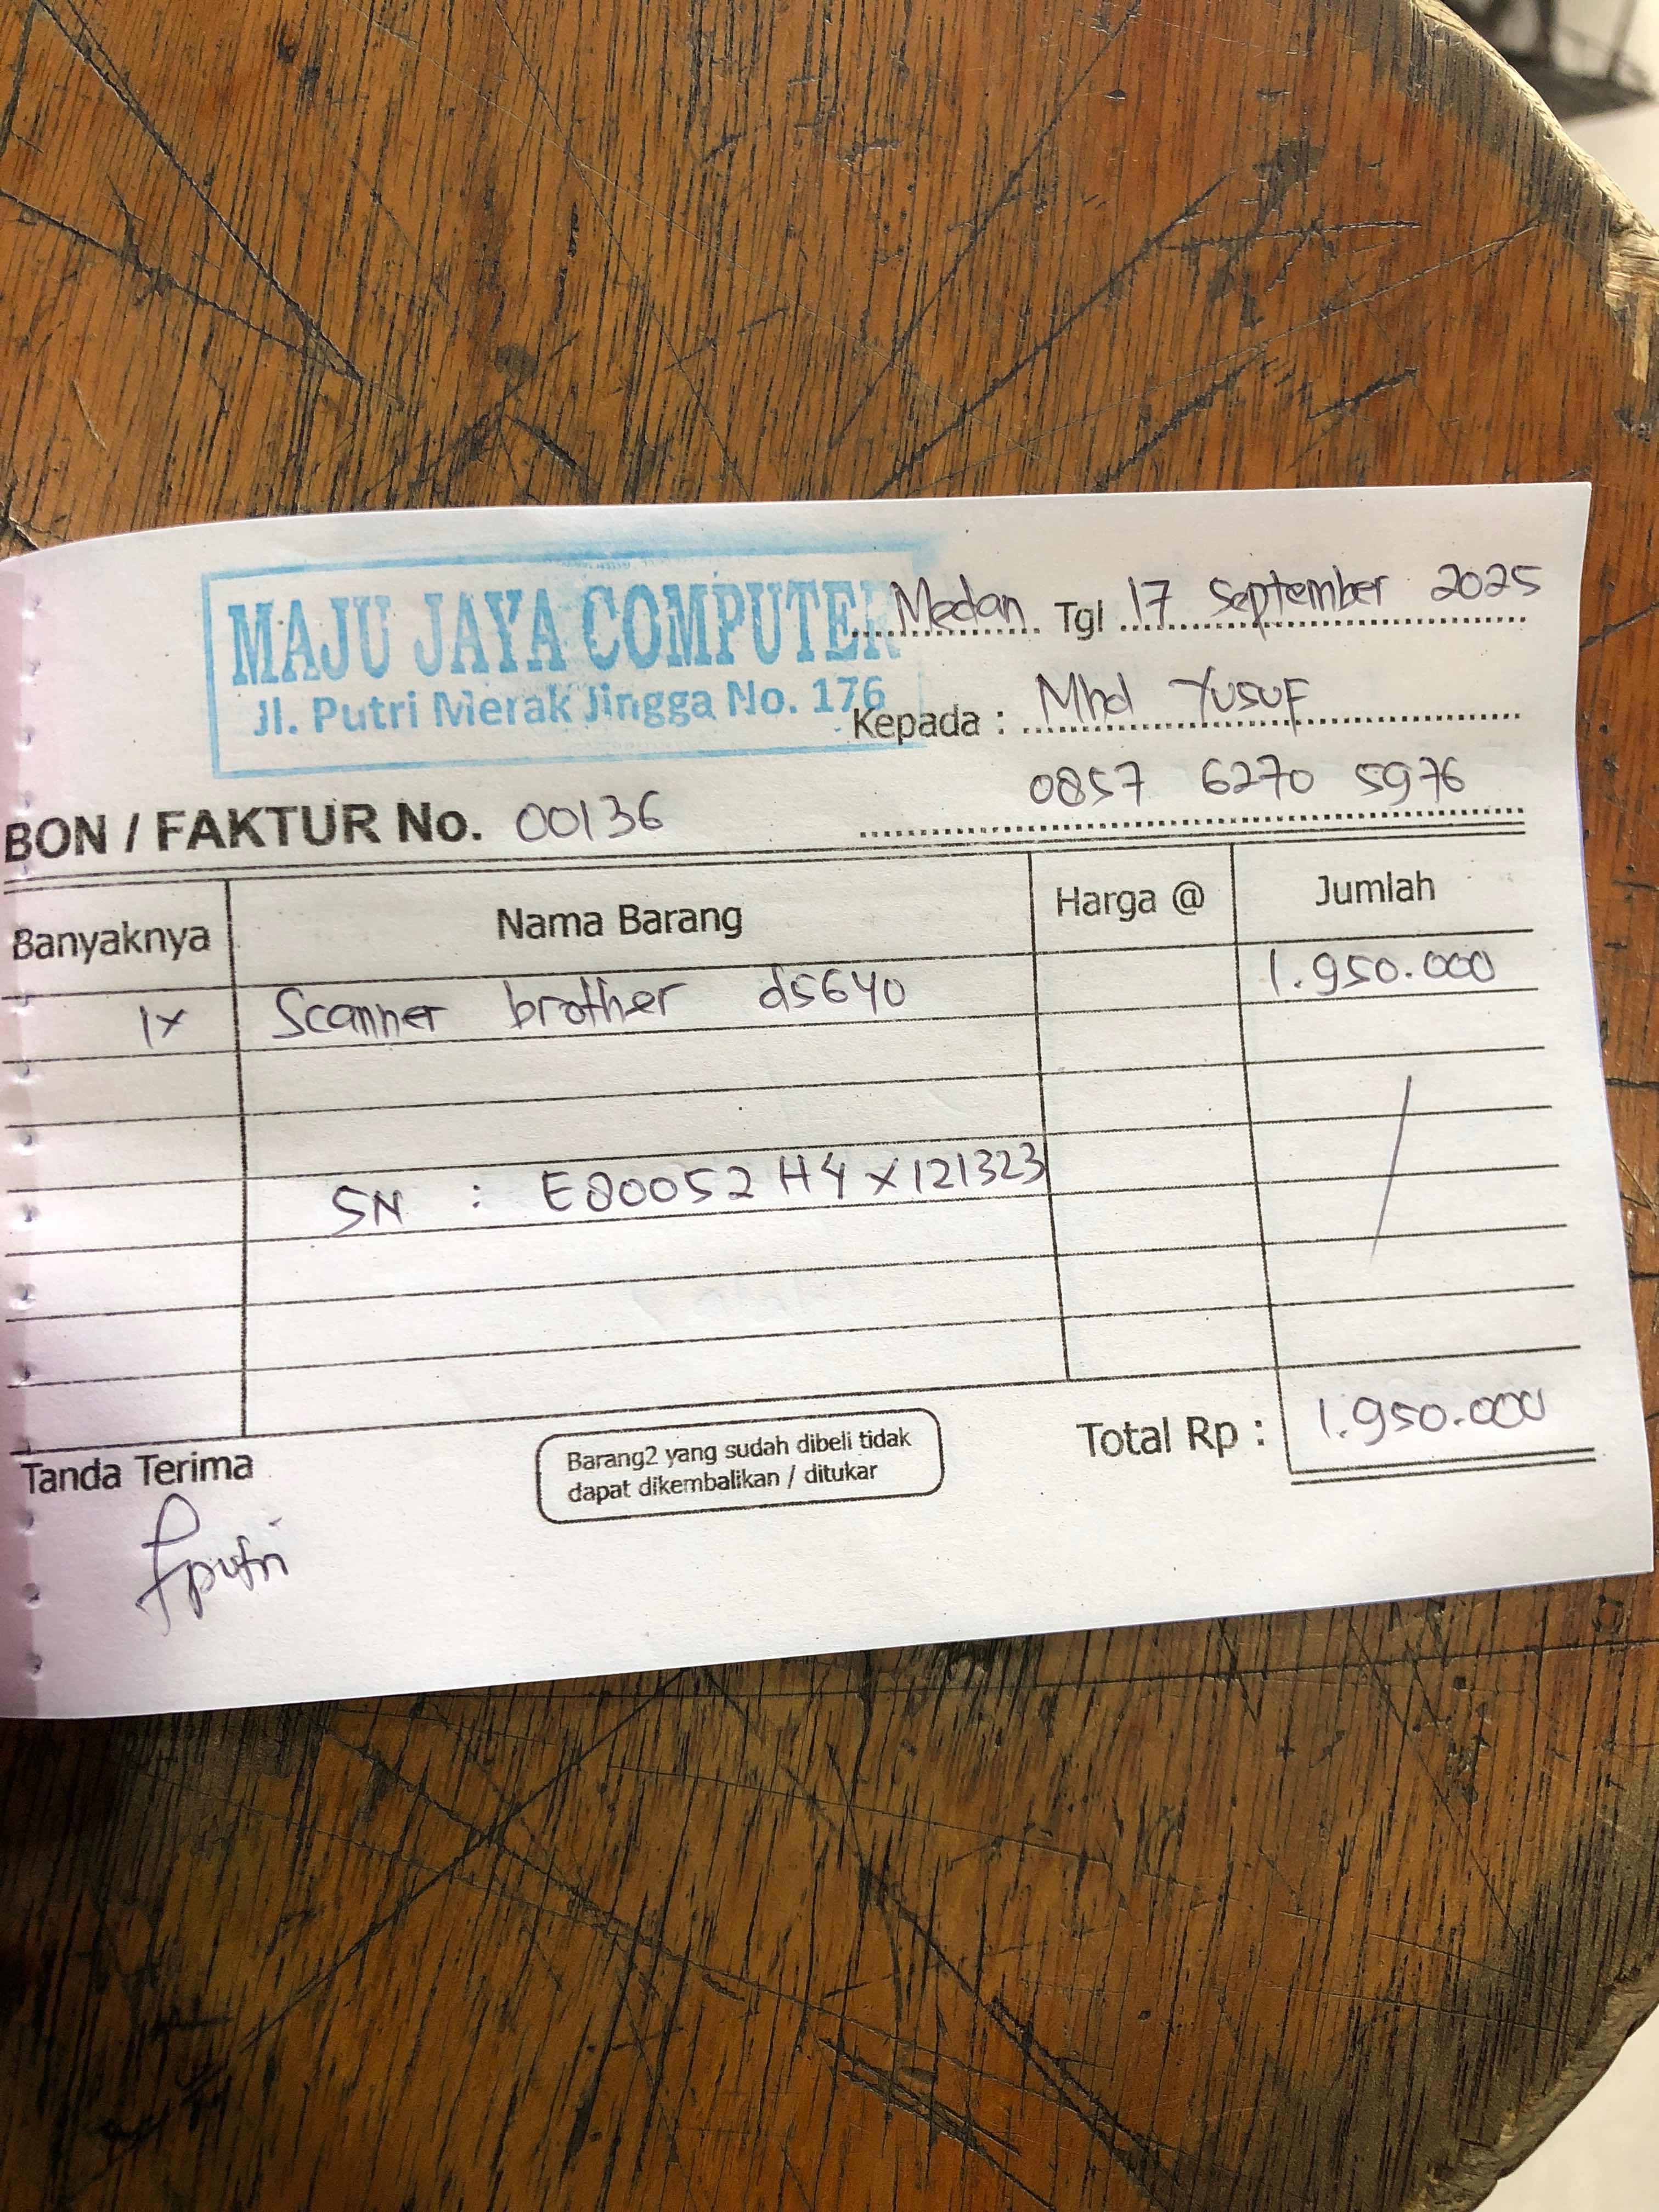 MAJU JAYA COMPUTER
Jl. Putri Merak Jingga No. 176
Medan Tgl 17 September 2025
Kepada : Mhd Yusuf
0857 6270 5976
BON / FAKTUR No. 00136
Banyaknya Nama Barang Harga @ Jumlah
1x Scanner brother ds640 1.950.000
SN : E80052H4X121323
Total Rp : 1.950.000
Tanda Terima
Barang2 yang sudah dibeli tidak
dapat dikembalikan / ditukar
putri